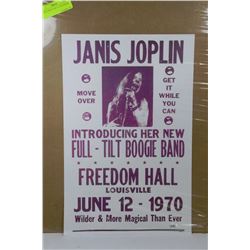 JANIS JOPLIN
MOVE
OVER
GET
IT
WHILE
YOU
CAN
INTRODUCING HER NEW
FULL - TILT BOOGIE BAND
FREEDOM HALL
LOUISVILLE
JUNE 12 - 1970
Wilder & More Magical Than Ever